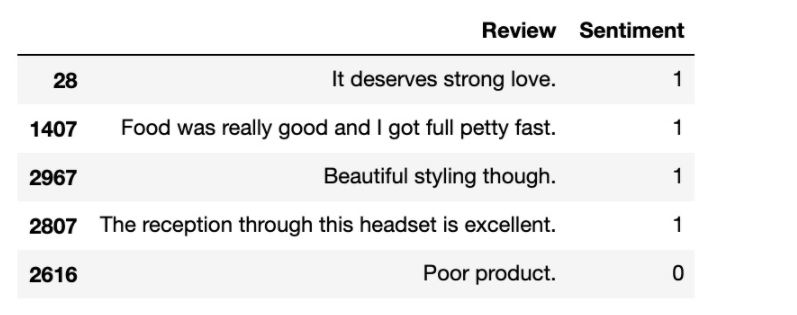 Review Sentiment
28 It deserves strong love. 1
1407 Food was really good and I got full petty fast. 1
2967 Beautiful styling though. 1
2807 The reception through this headset is excellent. 1
2616 Poor product. 0